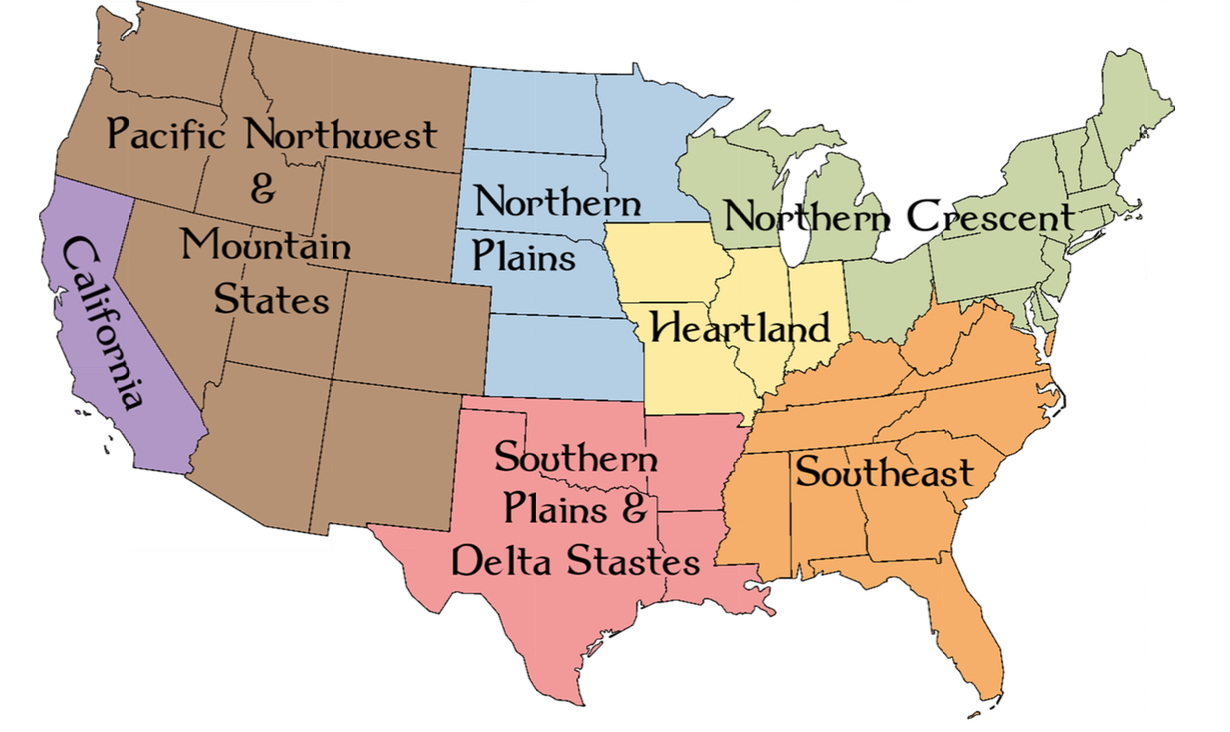 Pacific Northwest
&
Mountain
States
California
Northern
Plains
Heartland
Northern Crescent
Southern
Plains &
Delta Stastes
Southeast